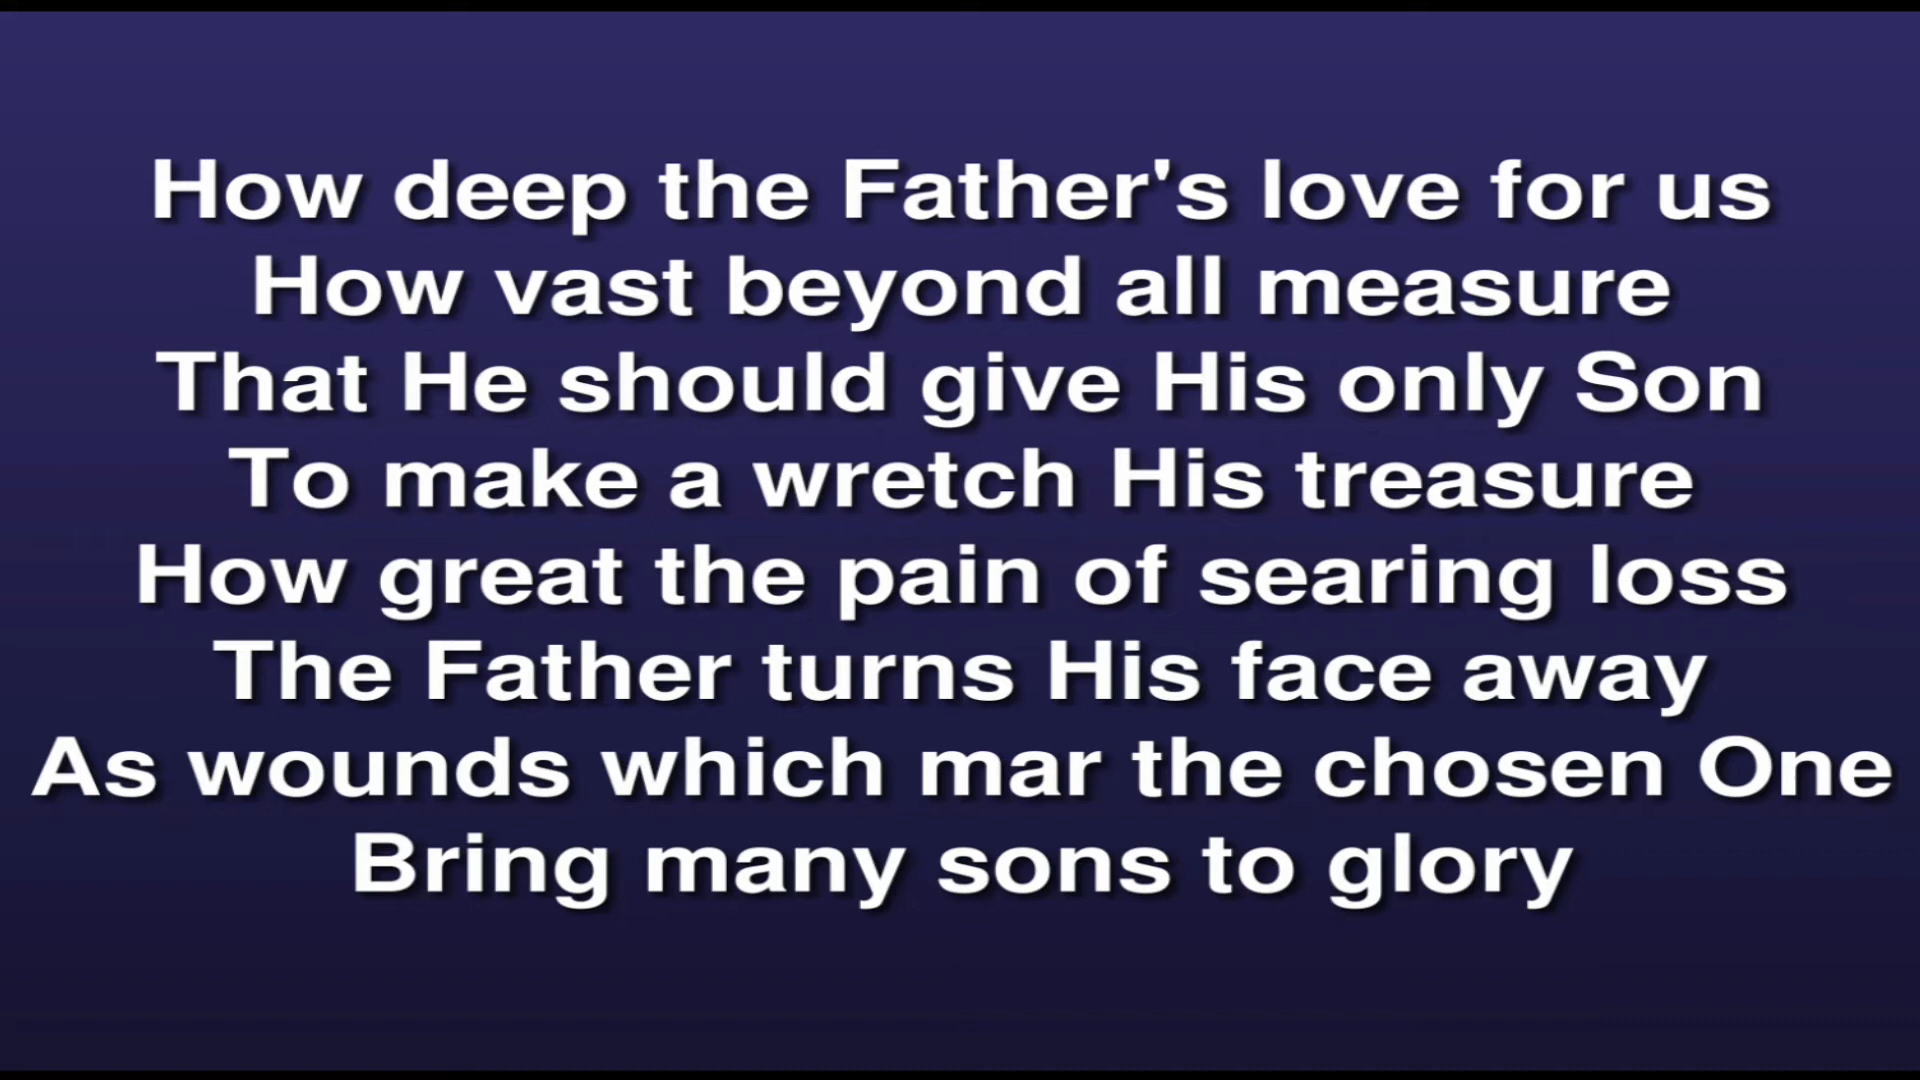 How deep the Father's love for us
How vast beyond all measure
That He should give His only Son
To make a wretch His treasure
How great the pain of searing loss
The Father turns His face away
As wounds which mar the chosen One
Bring many sons to glory